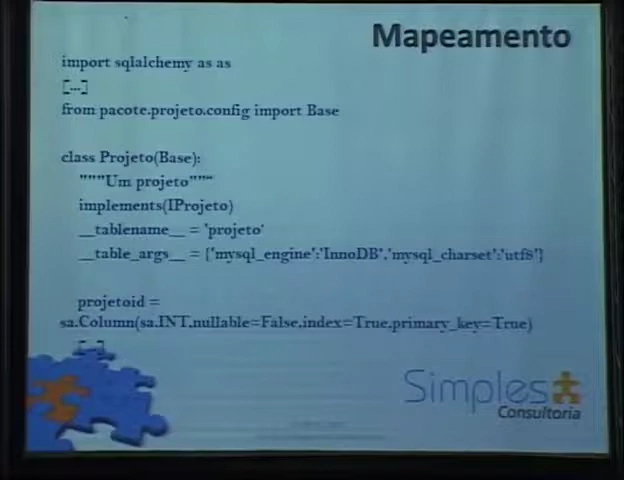 Mapeamento
import sqlalchemy as as
[...]
from pacote.projeto.config import Base
class Projeto(Base):
"""Um projeto"""
implements(IProjeto)
__tablename__ = 'projeto'
__table_args__ = {'mysql_engine':'InnoDB','mysql_charset':'utf8'}
projetoid =
sa.Column(sa.INT,nullable=False,index=True,primary_key=True)
[...]
Simples
Consultoria